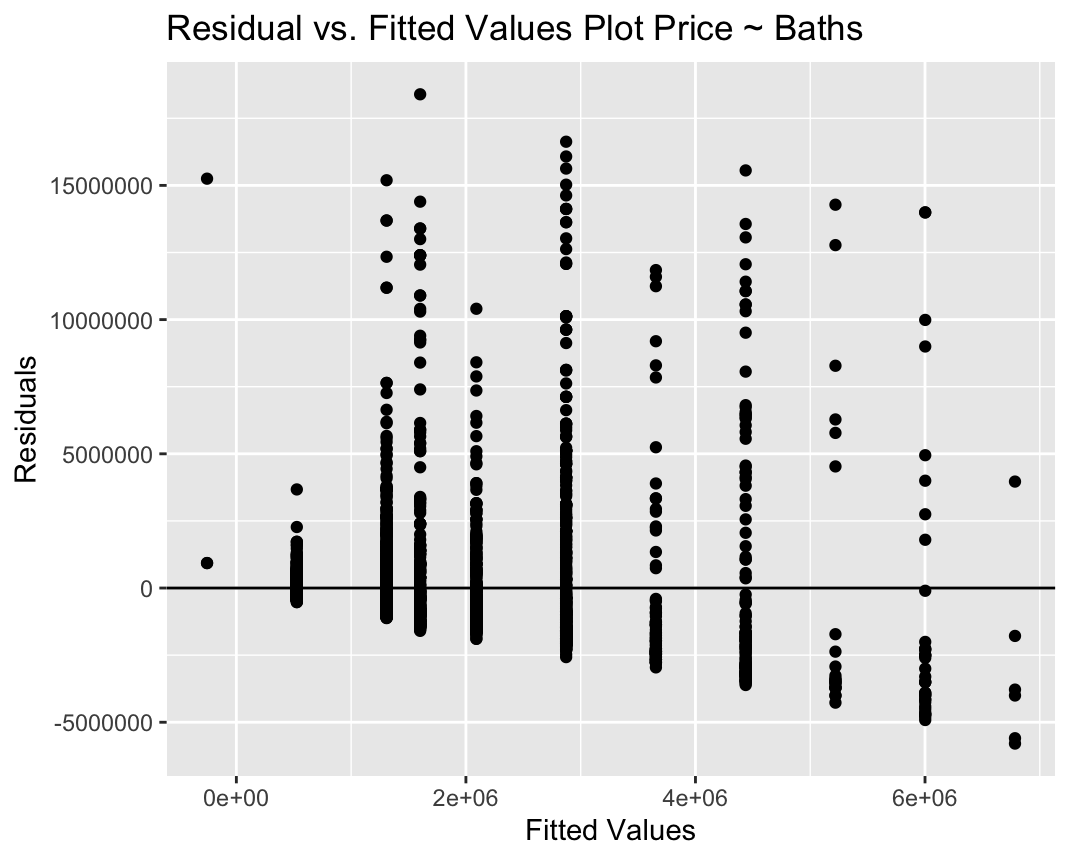 Residual vs. Fitted Values Plot Price ~ Baths
Residuals
15000000
10000000
5000000
0
-5000000
0e+00
2e+06
4e+06
6e+06
Fitted Values